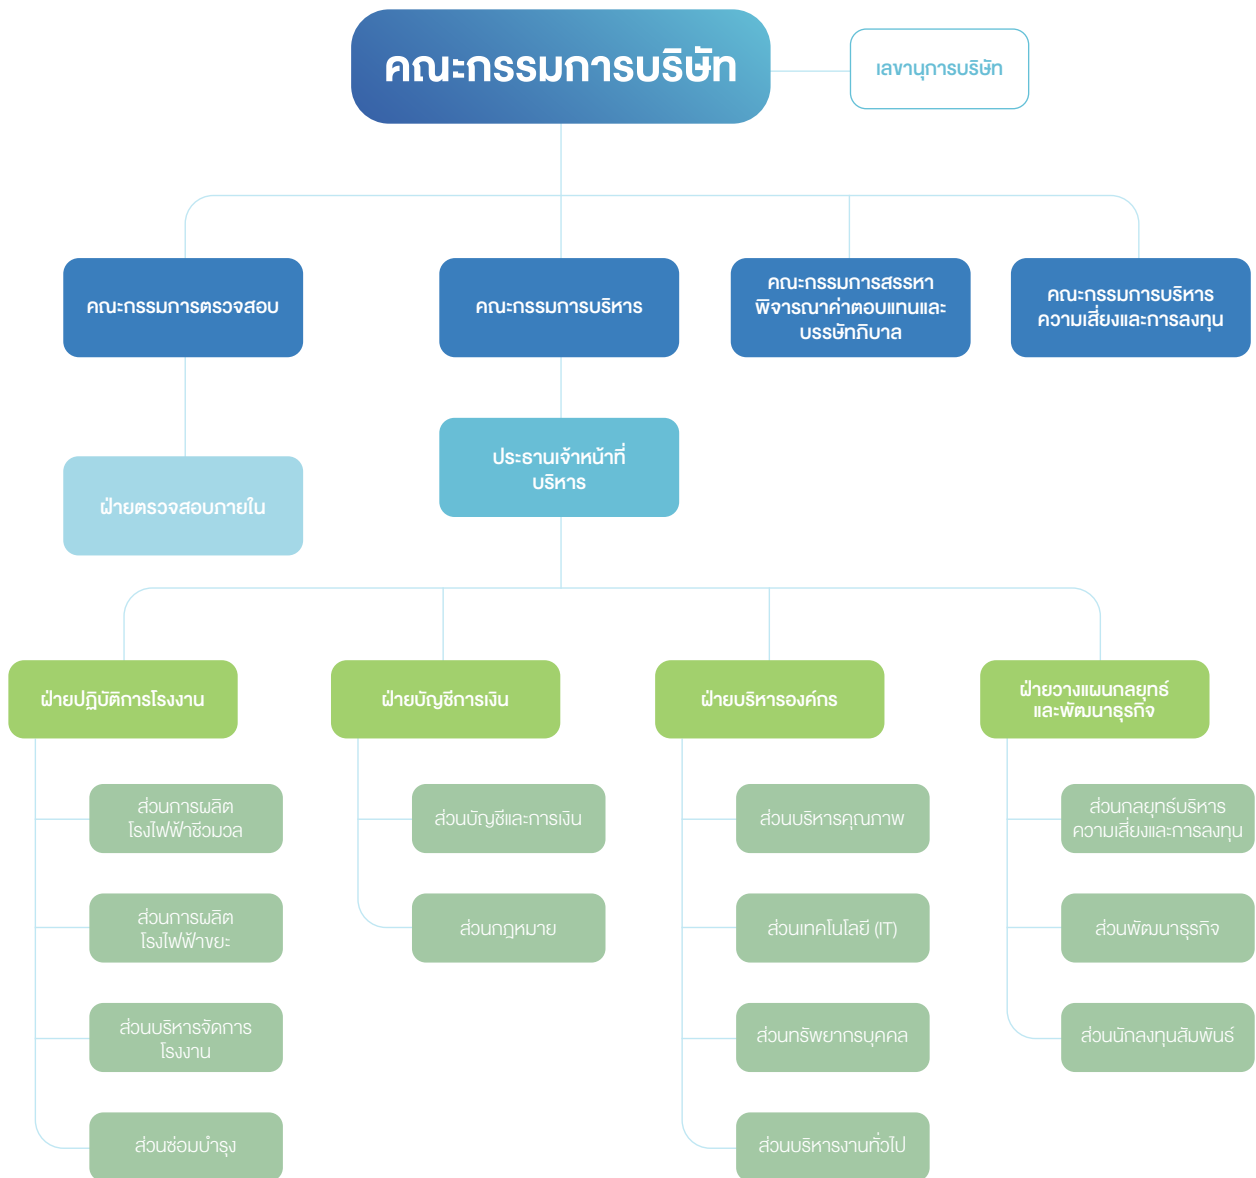 คณะกรรมการบริษัท
เลขานุการบริษัท
คณะกรรมการตรวจสอบ
คณะกรรมการบริหาร
คณะกรรมการสรรหา
พิจารณาค่าตอบแทนและ
บรรษัทภิบาล
คณะกรรมการบริหาร
ความเสี่ยงและการลงทุน
ฝ่ายตรวจสอบภายใน
ประธานเจ้าหน้าที่
บริหาร
ฝ่ายปฏิบัติการโรงงาน
ฝ่ายบัญชีการเงิน
ฝ่ายบริหารองค์กร
ฝ่ายวางแผนกลยุทธ์
และพัฒนาธุรกิจ
ส่วนการผลิต
โรงไฟฟ้าชีวมวล
ส่วนการผลิต
โรงไฟฟ้าขยะ
ส่วนบริหารจัดการ
โรงงาน
ส่วนซ่อมบำรุง
ส่วนบัญชีและการเงิน
ส่วนกฎหมาย
ส่วนบริหารคุณภาพ
ส่วนเทคโนโลยี (IT)
ส่วนทรัพยากรบุคคล
ส่วนบริหารงานทั่วไป
ส่วนกลยุทธ์บริหาร
ความเสี่ยงและการลงทุน
ส่วนพัฒนาธุรกิจ
ส่วนนักลงทุนสัมพันธ์